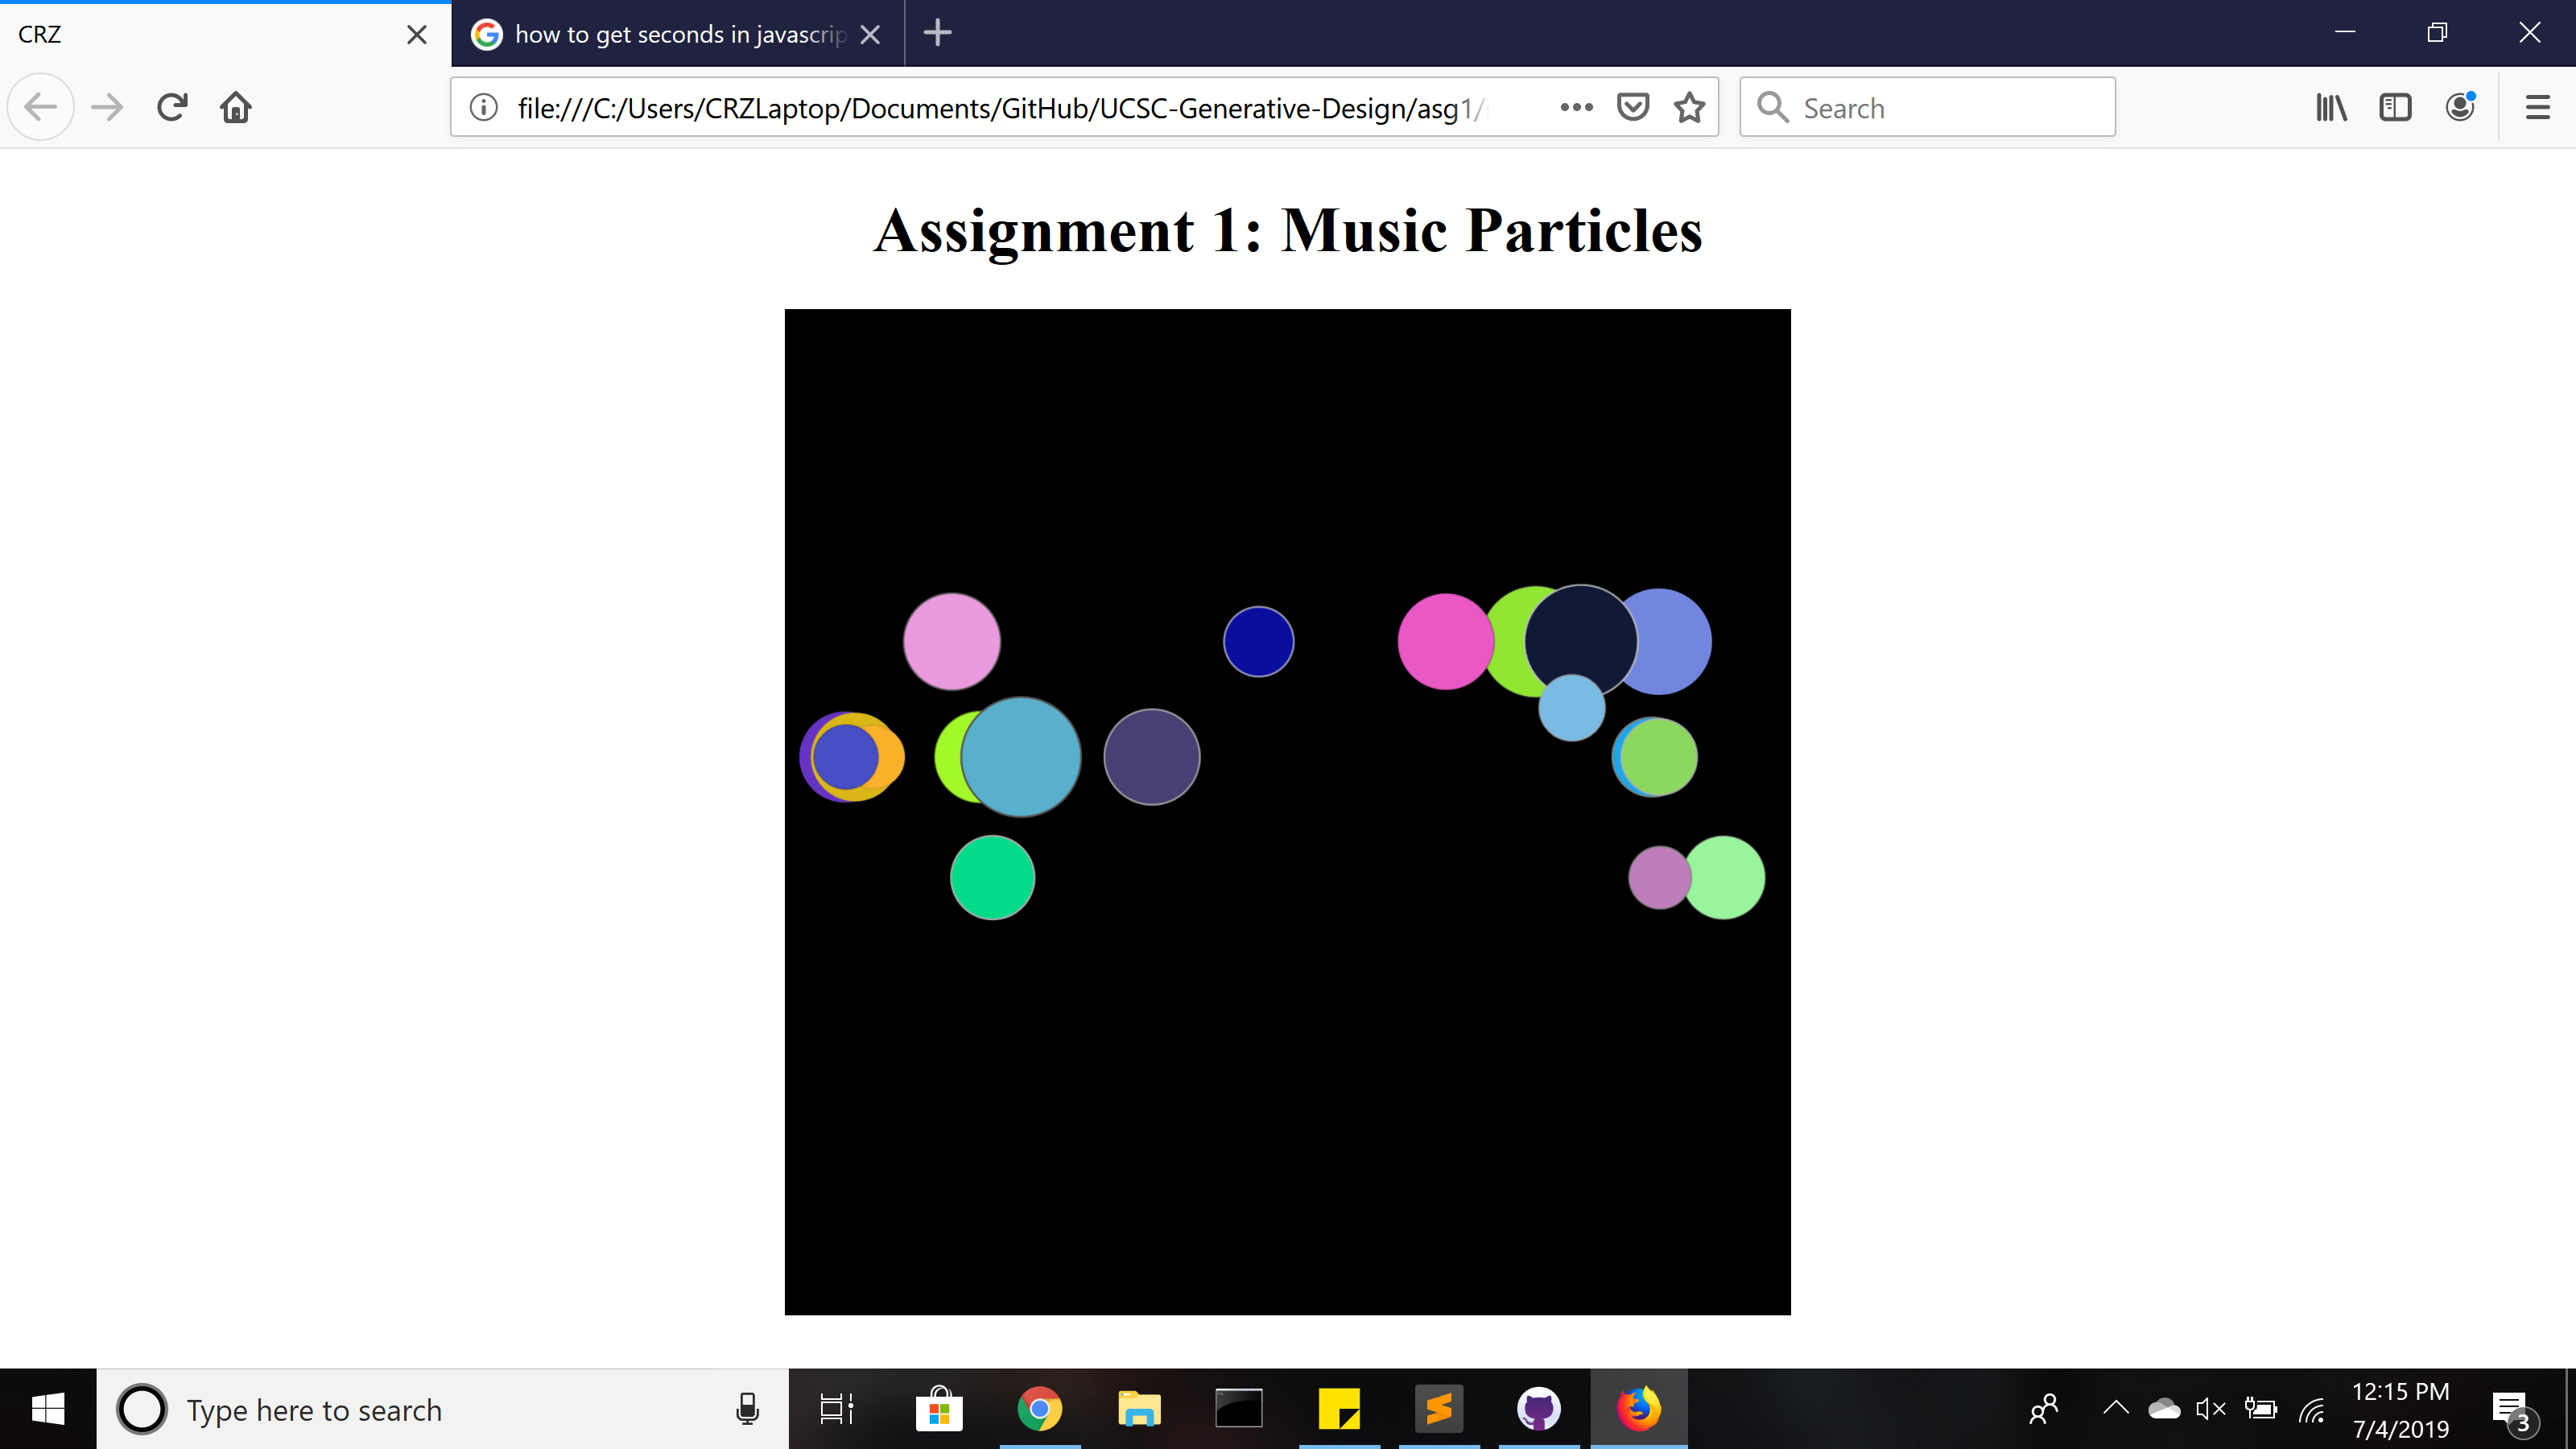 CRZ
how to get seconds in javascrip
file:///C:/Users/CRZLaptop/Documents/GitHub/UCSC-Generative-Design/asg1/
Search
Assignment 1: Music Particles
Type here to search
12:15 PM
7/4/2019
3